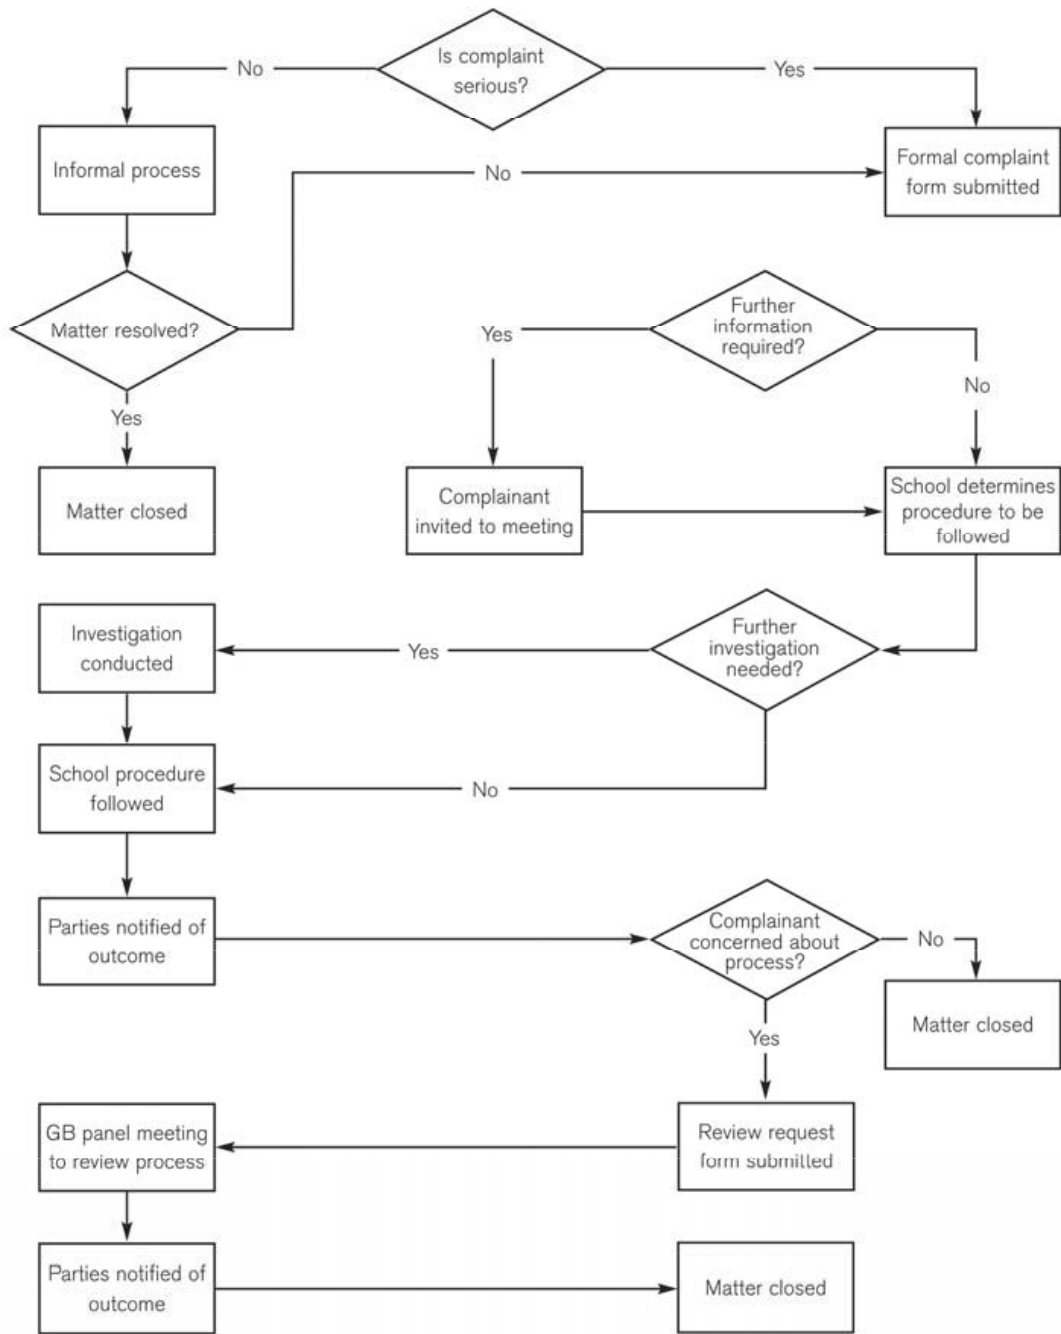 Is complaint
serious?
No
Yes
Informal process
Formal complaint
form submitted
No
Matter resolved?
Further
information
required?
Yes
No
Yes
Matter closed
Complainant
invited to meeting
School determines
procedure to be
followed
Investigation
conducted
Yes
Further
investigation
needed?
School procedure
followed
No
Parties notified of
outcome
Complainant
concerned about
process?
No
Matter closed
Yes
GB panel meeting
to review process
Review request
form submitted
Parties notified of
outcome
Matter closed